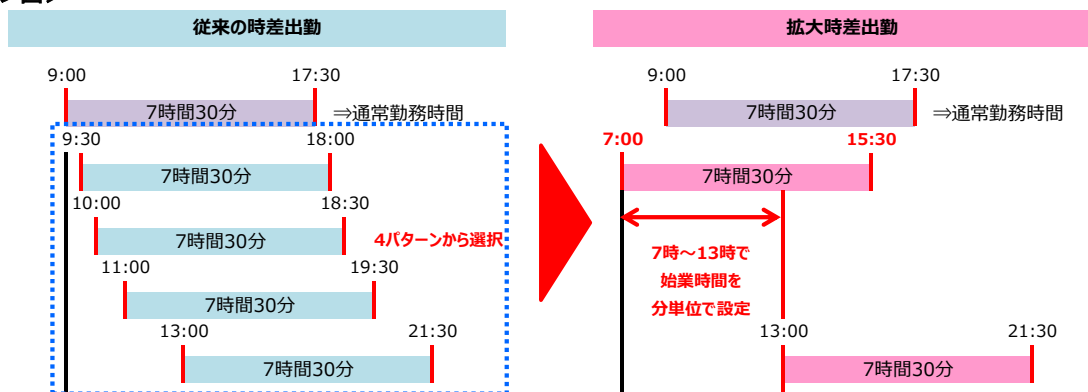 従来の時差出勤
9:00 17:30
7時間30分 ⇒通常勤務時間
9:30 18:00
7時間30分
10:00 18:30
7時間30分 4パターンから選択
11:00 19:30
7時間30分
13:00 21:30
7時間30分
拡大時差出勤
9:00 17:30
7時間30分 ⇒通常勤務時間
7:00 15:30
7時間30分
7時～13時で
始業時間を
分単位で設定
13:00 21:30
7時間30分